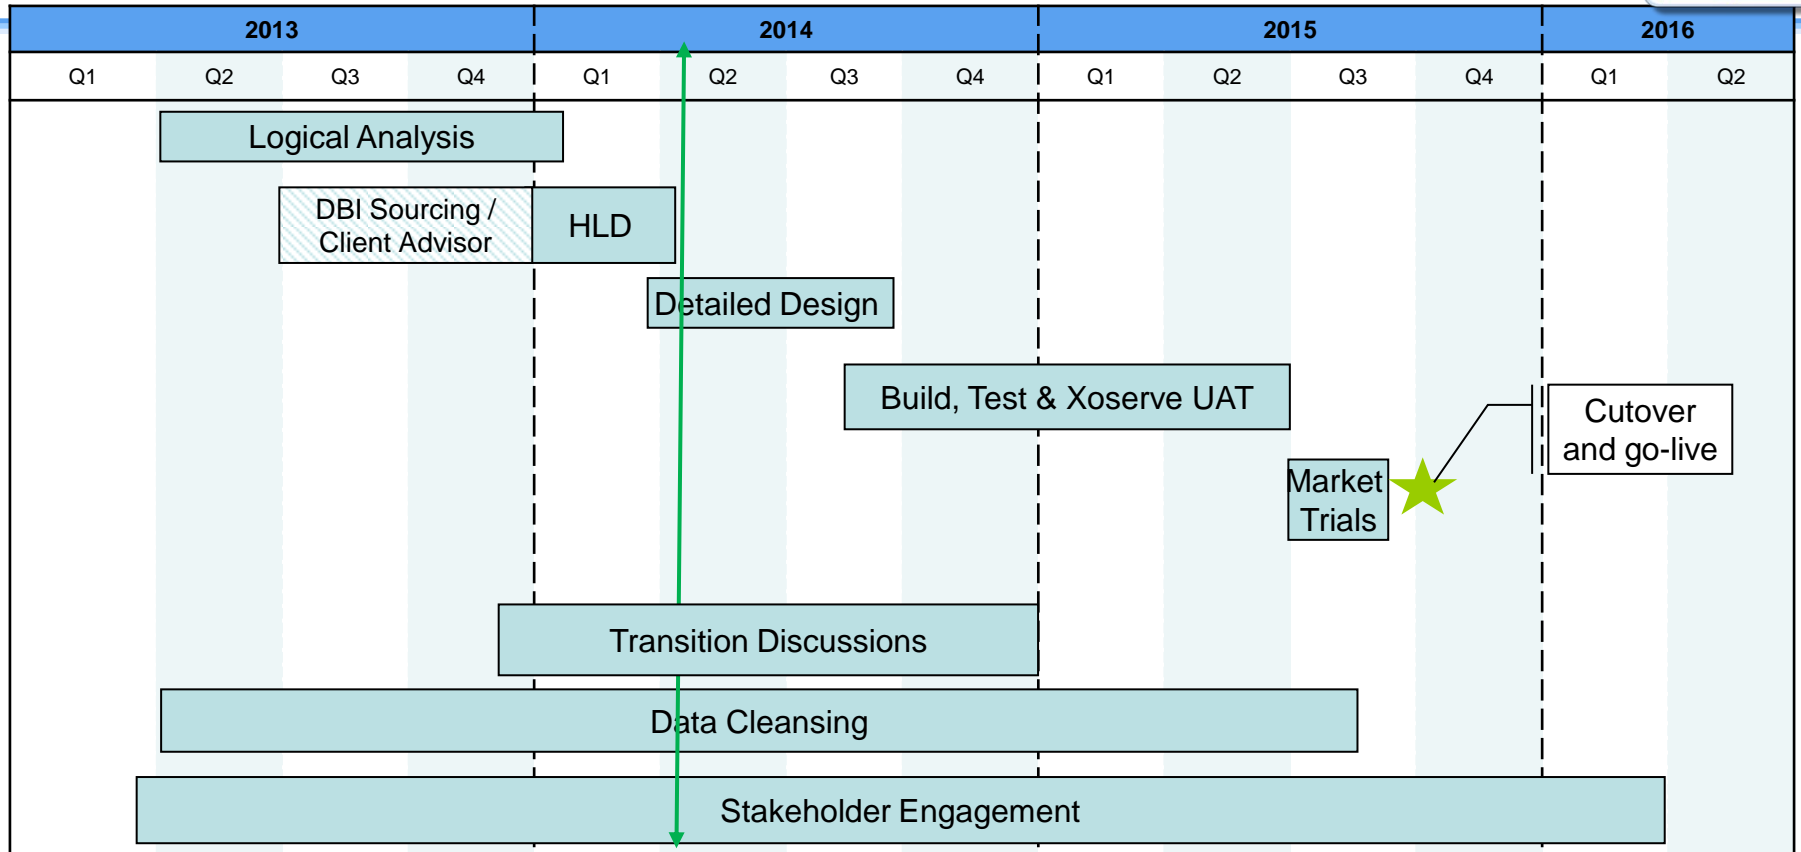 2013 2014 2015 2016
Q1 Q2 Q3 Q4 Q1 Q2 Q3 Q4 Q1 Q2 Q3 Q4 Q1 Q2
Logical Analysis
DBI Sourcing /
Client Advisor
HLD
Detailed Design
Build, Test & Xoserve UAT
Cutover
and go-live
Market
Trials
Transition Discussions
Data Cleansing
Stakeholder Engagement